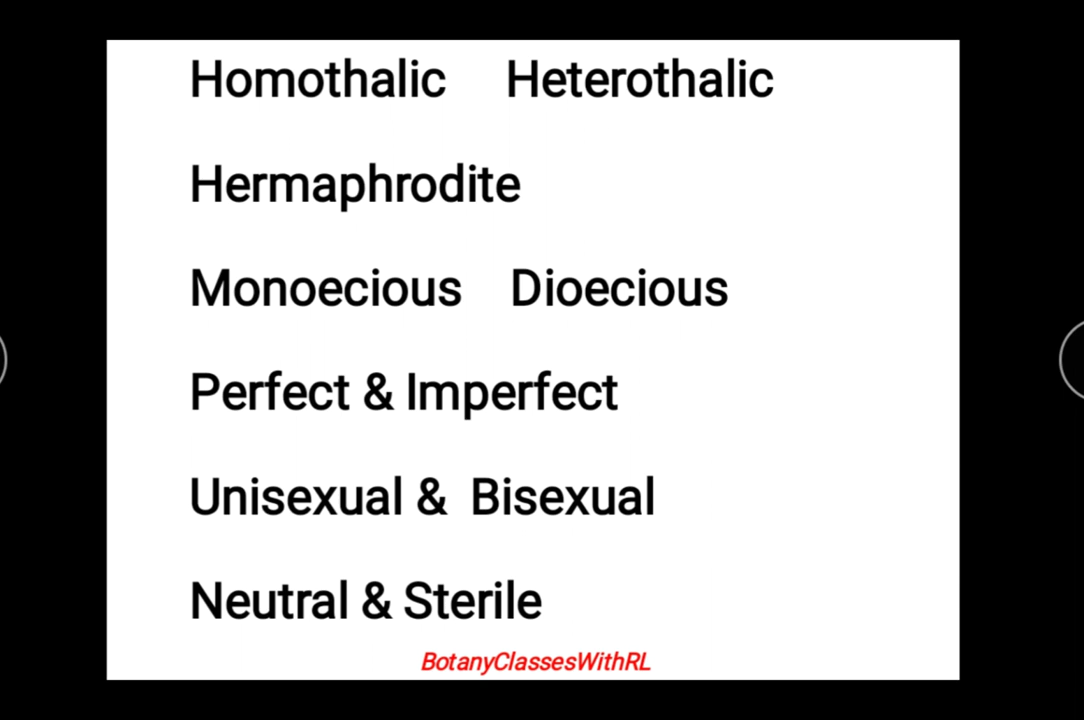 Homothalic Heterothalic
Hermaphrodite
Monoecious Dioecious
Perfect & Imperfect
Unisexual & Bisexual
Neutral & Sterile
BotanyClassesWithRL